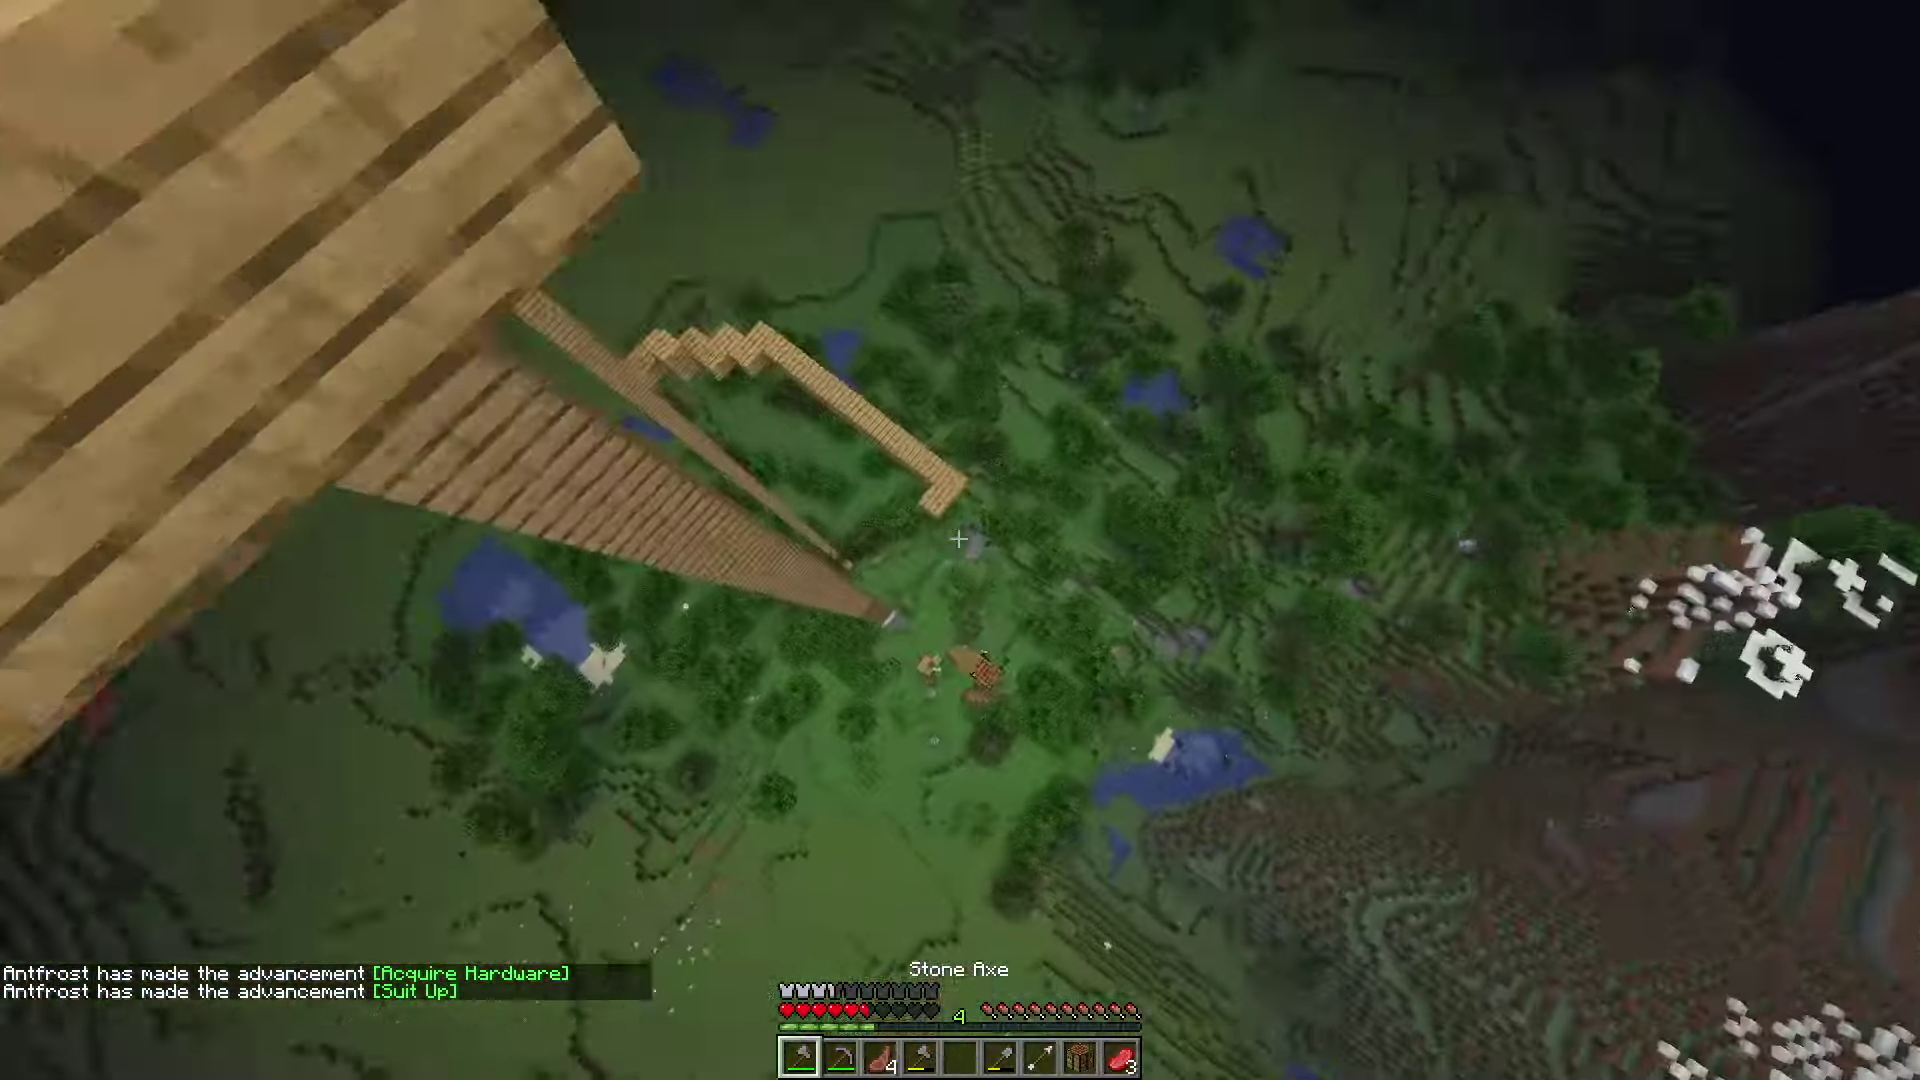 Antfrost has made the advancement [Acquire Hardware]
Antfrost has made the advancement [Suit Up]
Stone Axe
4
4
3